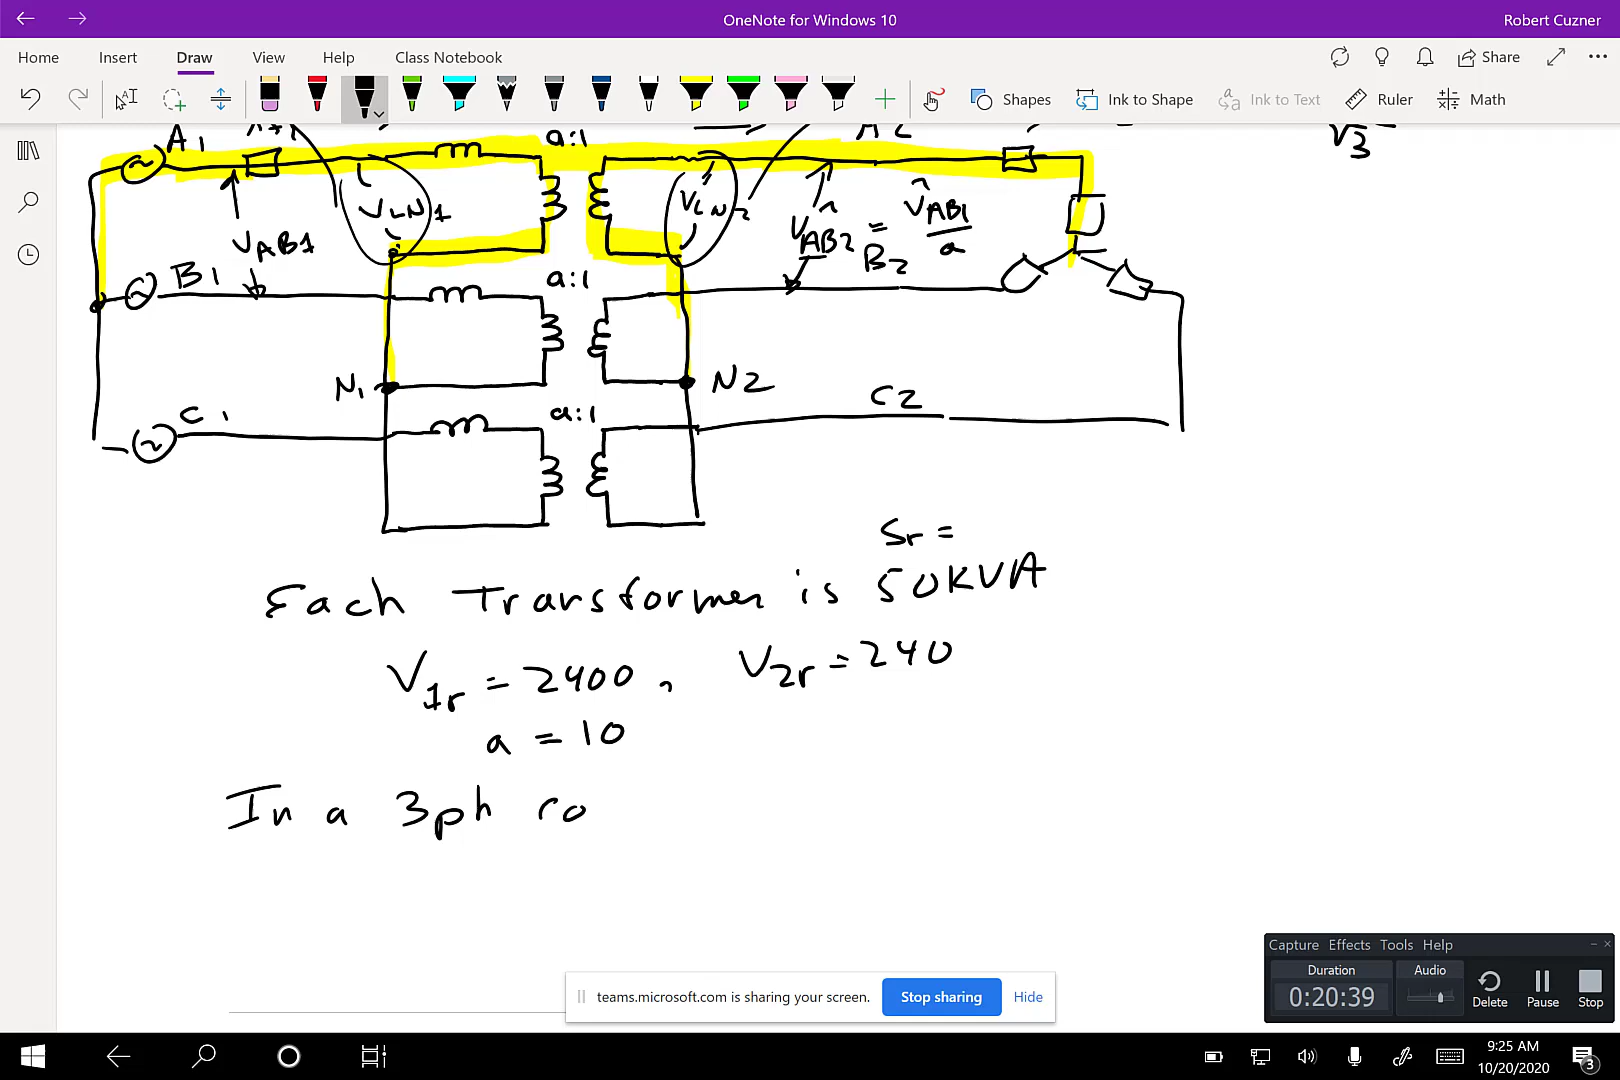 OneNote for Windows 10
Robert Cuzner
Home Insert Draw View Help Class Notebook
Share
Shapes Ink to Shape Ink to Text Ruler Math
A1 a:1 A2 √3
VLN1 VLN2
VAB1 VAB2 = VAB1/a
B1 a:1 B2
N1 N2
C1 a:1 C2
Sr =
Each Transformer is 50KVA
V1r = 2400, V2r = 240
a = 10
In a 3ph co
Capture Effects Tools Help
Duration Audio
0:20:39 Delete Pause Stop
teams.microsoft.com is sharing your screen. Stop sharing Hide
9:25 AM
10/20/2020
3